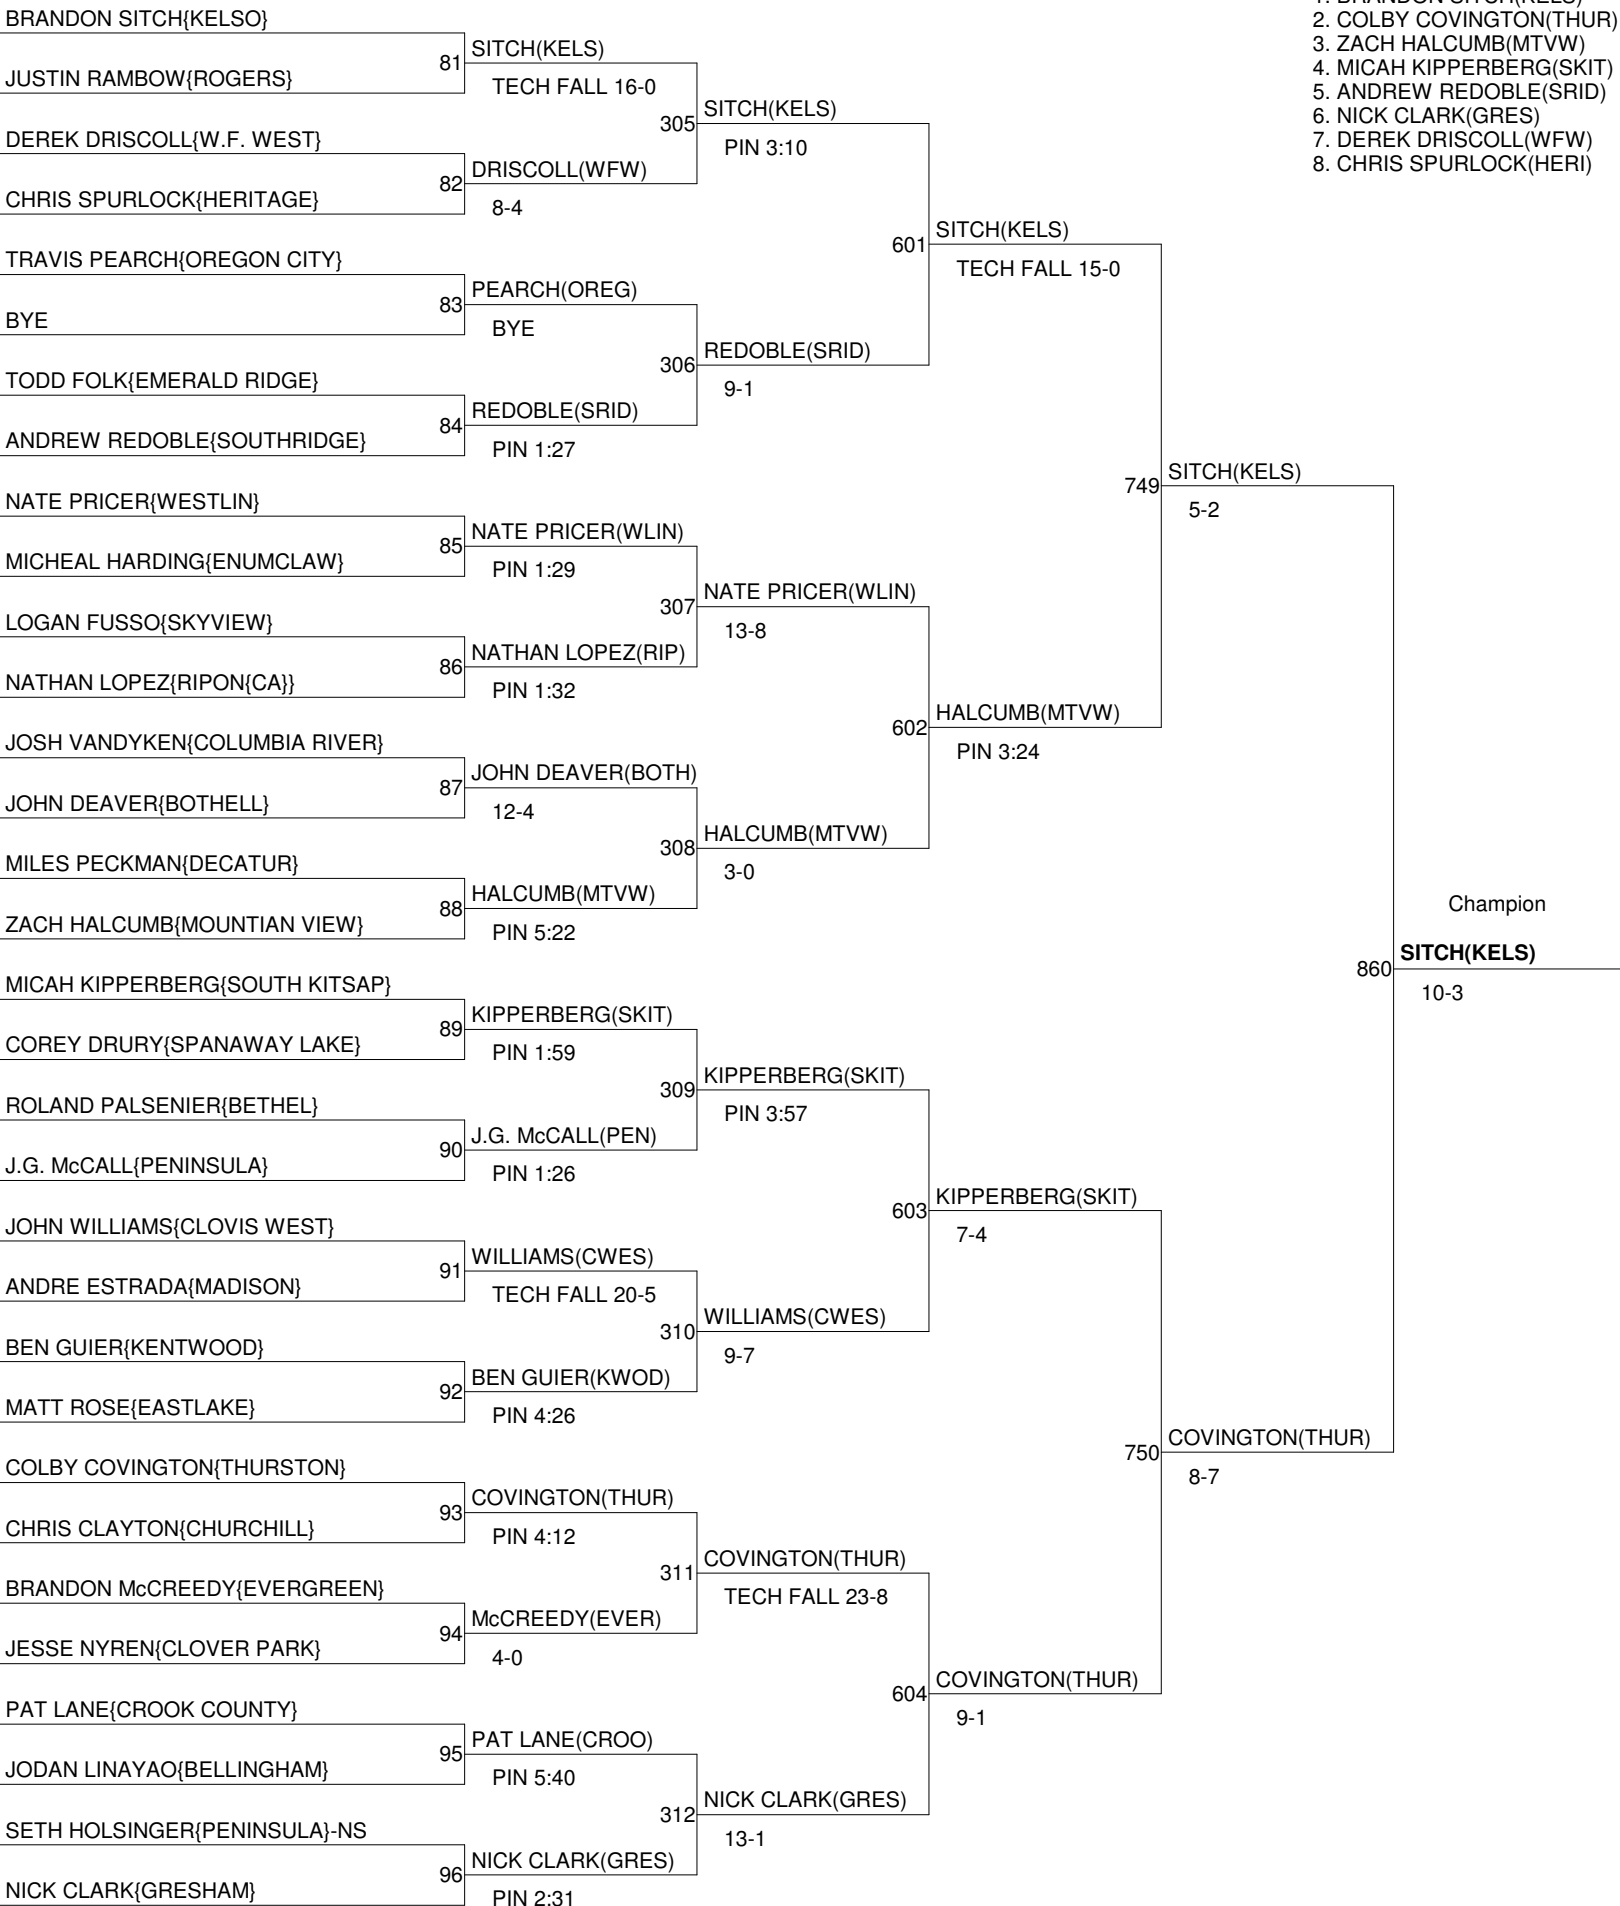 BRANDON SITCH{KELSO}
JUSTIN RAMBOW{ROGERS}
DEREK DRISCOLL{W.F. WEST}
CHRIS SPURLOCK{HERITAGE}
TRAVIS PEARCH{OREGON CITY}
BYE
TODD FOLK{EMERALD RIDGE}
ANDREW REDOBLE{SOUTHRIDGE}
NATE PRICER{WESTLIN}
MICHEAL HARDING{ENUMCLAW}
LOGAN FUSSO{SKYVIEW}
NATHAN LOPEZ{RIPON{CA}}
JOSH VANDYKEN{COLUMBIA RIVER}
JOHN DEAVER{BOTHELL}
MILES PECKMAN{DECATUR}
ZACH HALCUMB{MOUNTIAN VIEW}
MICAH KIPPERBERG{SOUTH KITSAP}
COREY DRURY{SPANAWAY LAKE}
ROLAND PALSENIER{BETHEL}
J.G. McCALL{PENINSULA}
JOHN WILLIAMS{CLOVIS WEST}
ANDRE ESTRADA{MADISON}
BEN GUIER{KENTWOOD}
MATT ROSE{EASTLAKE}
COLBY COVINGTON{THURSTON}
CHRIS CLAYTON{CHURCHILL}
BRANDON McCREEDY{EVERGREEN}
JESSE NYREN{CLOVER PARK}
PAT LANE{CROOK COUNTY}
JODAN LINAYAO{BELLINGHAM}
SETH HOLSINGER{PENINSULA}-NS
NICK CLARK{GRESHAM}
81 SITCH(KELS)
TECH FALL 16-0
82 DRISCOLL(WFW)
8-4
83 PEARCH(OREG)
BYE
84 REDOBLE(SRID)
PIN 1:27
85 NATE PRICER(WLIN)
PIN 1:29
86 NATHAN LOPEZ(RIP)
PIN 1:32
87 JOHN DEAVER(BOTH)
12-4
88 HALCUMB(MTVW)
PIN 5:22
89 KIPPERBERG(SKIT)
PIN 1:59
90 J.G. McCALL(PEN)
PIN 1:26
91 WILLIAMS(CWES)
TECH FALL 20-5
92 BEN GUIER(KWOD)
PIN 4:26
93 COVINGTON(THUR)
PIN 4:12
94 McCREEDY(EVER)
4-0
95 PAT LANE(CROO)
PIN 5:40
96 NICK CLARK(GRES)
PIN 2:31
305 SITCH(KELS)
PIN 3:10
306 REDOBLE(SRID)
9-1
307 NATE PRICER(WLIN)
13-8
308 HALCUMB(MTVW)
3-0
309 KIPPERBERG(SKIT)
PIN 3:57
310 WILLIAMS(CWES)
9-7
311 COVINGTON(THUR)
TECH FALL 23-8
312 NICK CLARK(GRES)
13-1
601 SITCH(KELS)
TECH FALL 15-0
602 HALCUMB(MTVW)
PIN 3:24
603 KIPPERBERG(SKIT)
7-4
604 COVINGTON(THUR)
9-1
749 SITCH(KELS)
5-2
750 COVINGTON(THUR)
8-7
Champion
860 SITCH(KELS)
10-3
1. BRANDON SITCH(KELS)
2. COLBY COVINGTON(THUR)
3. ZACH HALCUMB(MTVW)
4. MICAH KIPPERBERG(SKIT)
5. ANDREW REDOBLE(SRID)
6. NICK CLARK(GRES)
7. DEREK DRISCOLL(WFW)
8. CHRIS SPURLOCK(HERI)